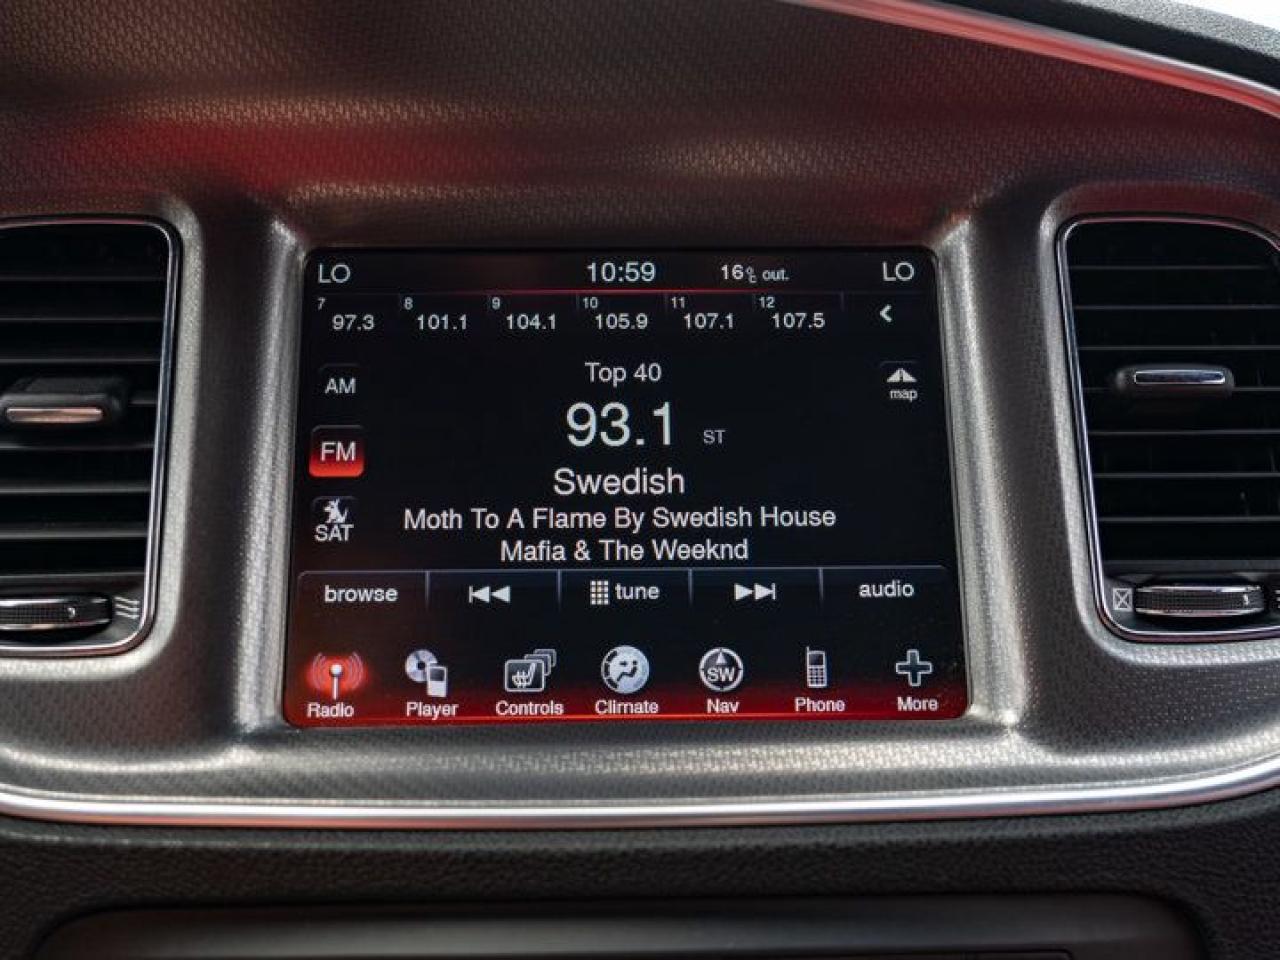 LO 10:59 16°C out. LO
7 8 9 10 11 12
97.3 101.1 104.1 105.9 107.1 107.5
Top 40
map
AM
93.1 ST
FM
Swedish
SAT
Moth To A Flame By Swedish House
Mafia & The Weeknd
browse tune audio
SW
Radio Player Controls Climate Nav Phone More